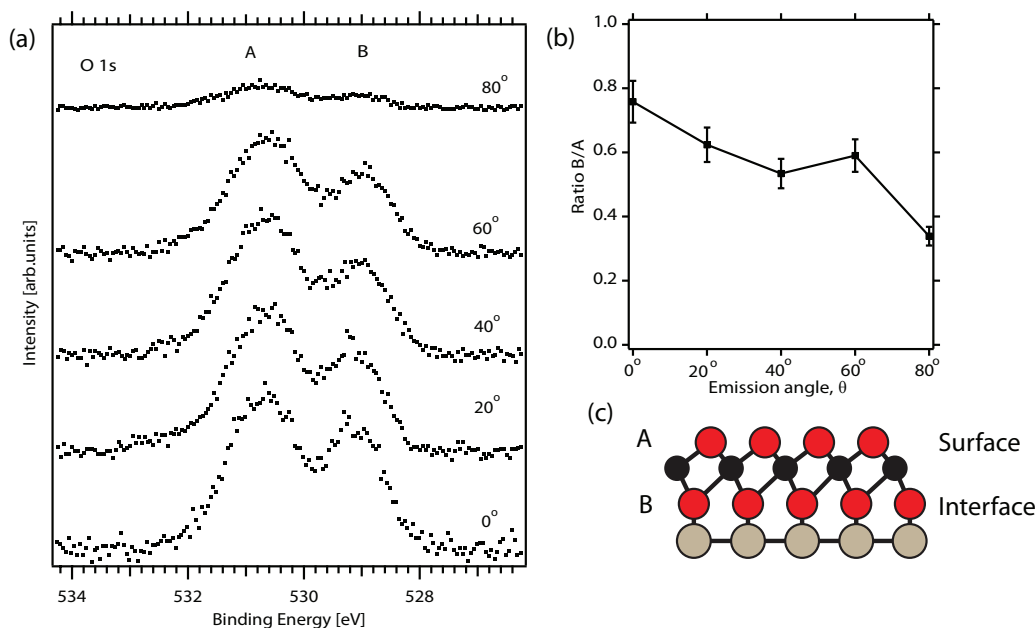 (a)
O 1s
A
B
80°
60°
40°
20°
0°
Intensity [arb.units]
534
532
530
528
Binding Energy [eV]
(b)
1.0
0.8
0.6
0.4
0.2
0.0
Ratio B/A
0°
20°
40°
60°
80°
Emission angle, θ
(c)
A
Surface
B
Interface